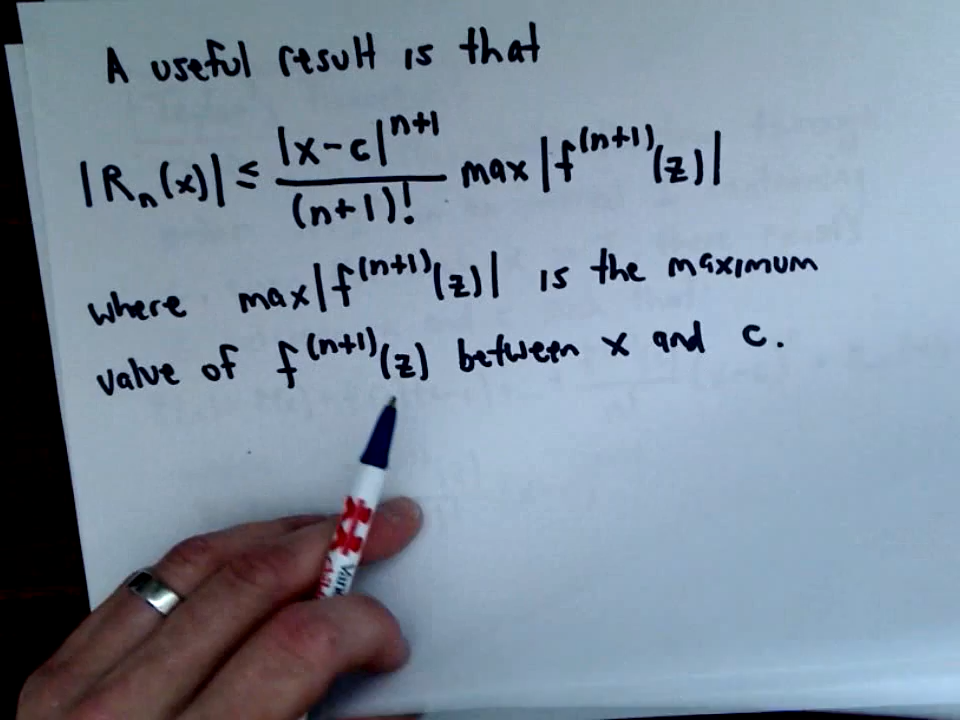 A useful result is that
|Rₙ(x)| ≤ |x-c|ⁿ⁺¹/(n+1)! max|f⁽ⁿ⁺¹⁾(z)|
where max|f⁽ⁿ⁺¹⁾(z)| is the maximum
value of f⁽ⁿ⁺¹⁾(z) between x and c.